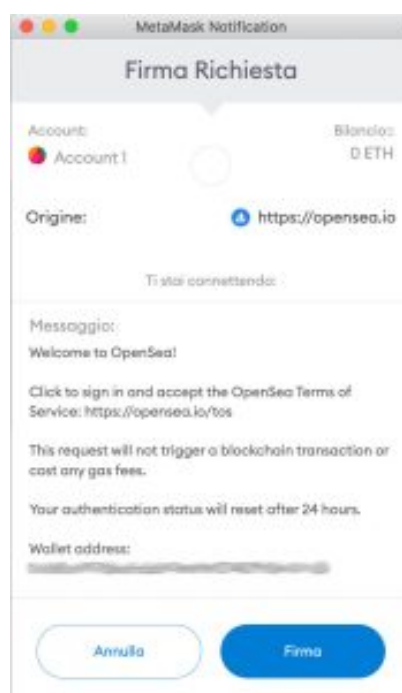 MetaMask Notification
Firma Richiesta
Account: Bilancio::
Account 1 0 ETH
Origine: https://opensea.io
Ti stai connettendo:
Messaggio:
Welcome to OpenSea!
Click to sign in and accept the OpenSea Terms of
Service: https://opensea.io/tos
This request will not trigger a blockchain transaction or
cost any gas fees.
Your authentication status will reset after 24 hours.
Wallet address:
Annulla Firma